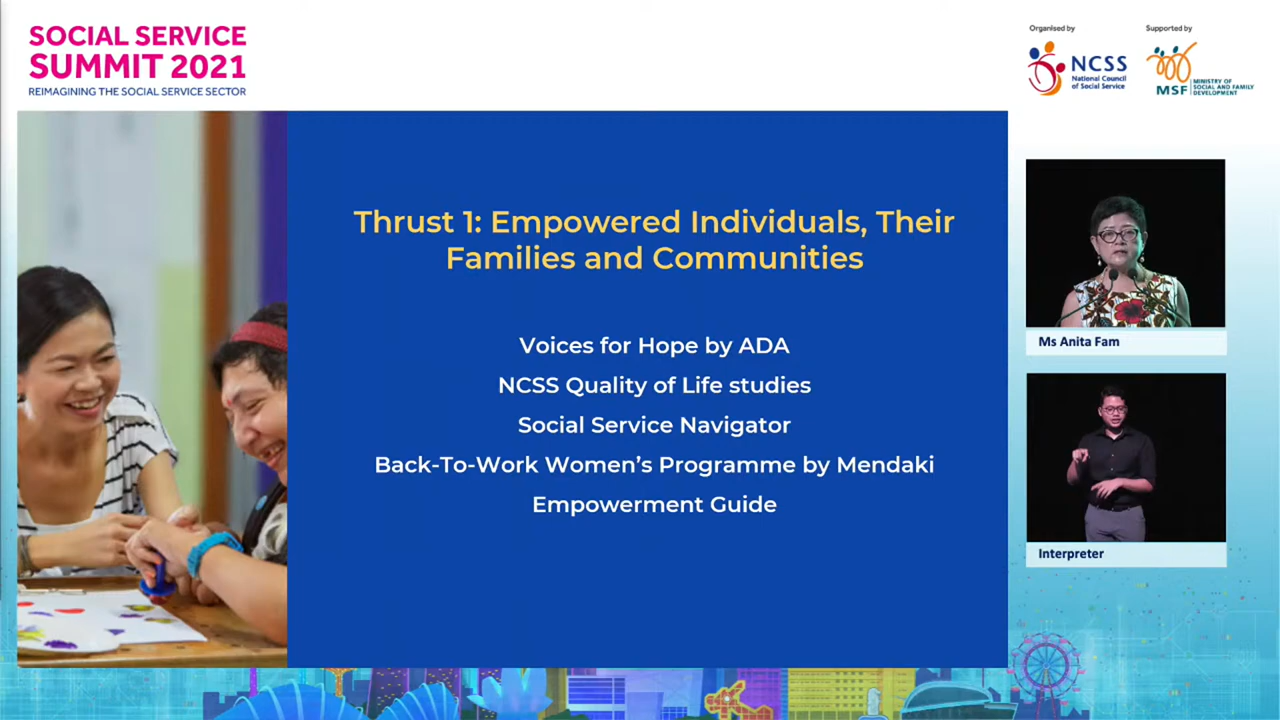 SOCIAL SERVICE
SUMMIT 2021
REIMAGINING THE SOCIAL SERVICE SECTOR
Organised by
NCSS
National Council
of Social Service
Supported by
MSF
MINISTRY OF
SOCIAL AND FAMILY
DEVELOPMENT
Thrust 1: Empowered Individuals, Their
Families and Communities
Voices for Hope by ADA
NCSS Quality of Life studies
Social Service Navigator
Back-To-Work Women’s Programme by Mendaki
Empowerment Guide
Ms Anita Fam
Interpreter